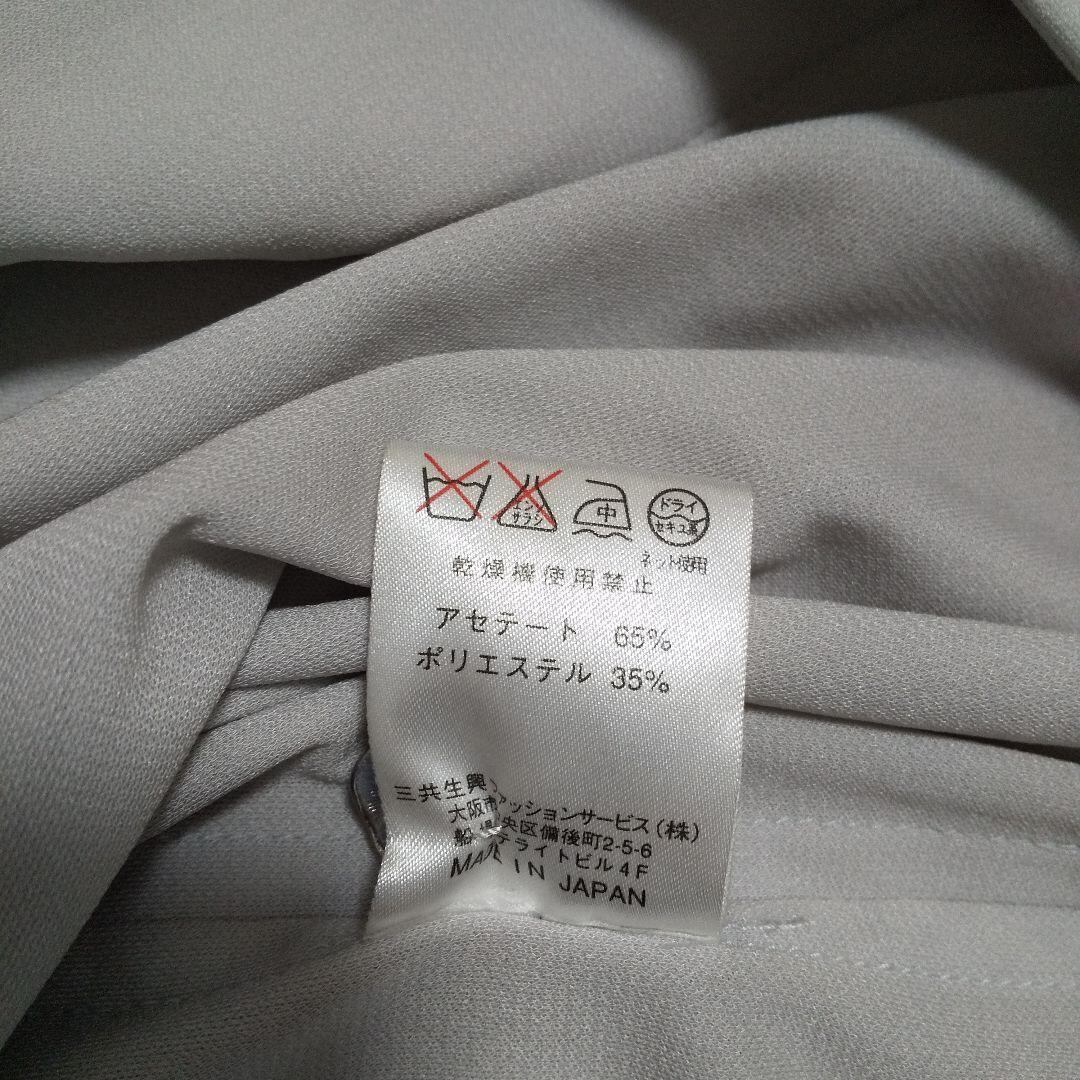 エンソ
サラシ
中
ドライ
セキユ系
ネット使用
乾燥機使用禁止
アセテート 65%
ポリエステル 35%
三共生興
ァッションサービス(株)
大阪市 央区備後町2-5-6
船 テライトビル4F
MADE IN JAPAN